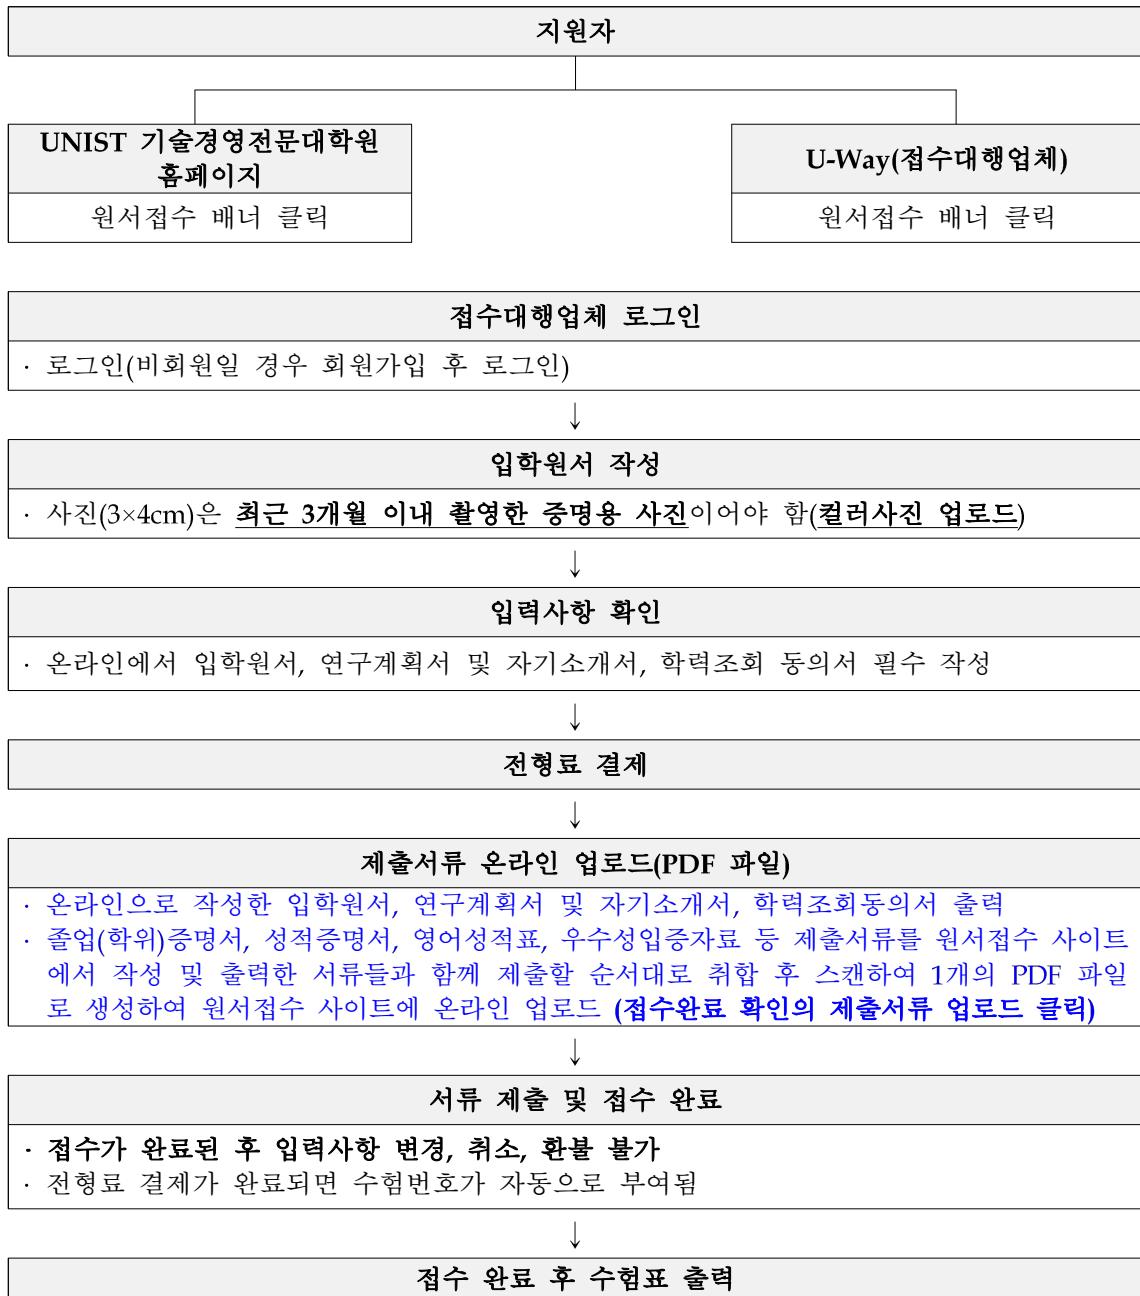 지원자
UNIST 기술경영전문대학원
홈페이지
원서접수 배너 클릭
U-Way(접수대행업체)
원서접수 배너 클릭
접수대행업체 로그인
· 로그인(비회원일 경우 회원가입 후 로그인)
↓
입학원서 작성
· 사진(3×4cm)은 최근 3개월 이내 촬영한 증명용 사진이어야 함(컬러사진 업로드)
↓
입력사항 확인
· 온라인에서 입학원서, 연구계획서 및 자기소개서, 학력조회 동의서 필수 작성
↓
전형료 결제
↓
제출서류 온라인 업로드(PDF 파일)
· 온라인으로 작성한 입학원서, 연구계획서 및 자기소개서, 학력조회동의서 출력
· 졸업(학위)증명서, 성적증명서, 영어성적표, 우수성입증자료 등 제출서류를 원서접수 사이트
에서 작성 및 출력한 서류들과 함께 제출할 순서대로 취합 후 스캔하여 1개의 PDF 파일
로 생성하여 원서접수 사이트에 온라인 업로드 (접수완료 확인의 제출서류 업로드 클릭)
↓
서류 제출 및 접수 완료
· 접수가 완료된 후 입력사항 변경, 취소, 환불 불가
· 전형료 결제가 완료되면 수험번호가 자동으로 부여됨
↓
접수 완료 후 수험표 출력